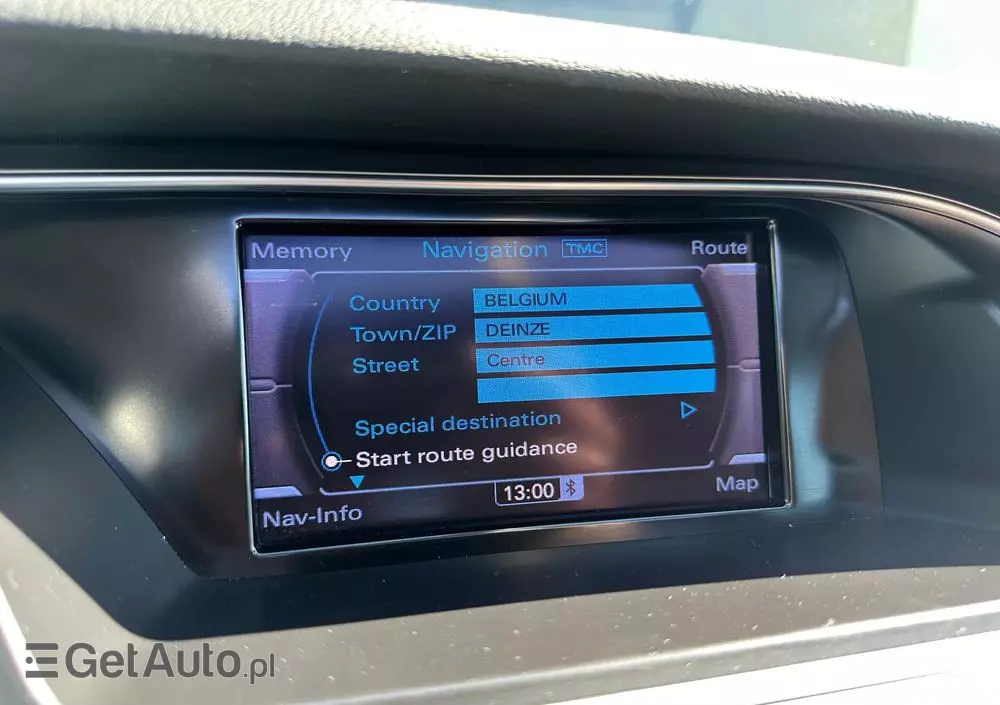 Memory Navigation TMC Route
Country BELGIUM
Town/ZIP DEINZE
Street Centre
Special destination
Start route guidance
13:00
Nav-Info Map
GetAuto.pl